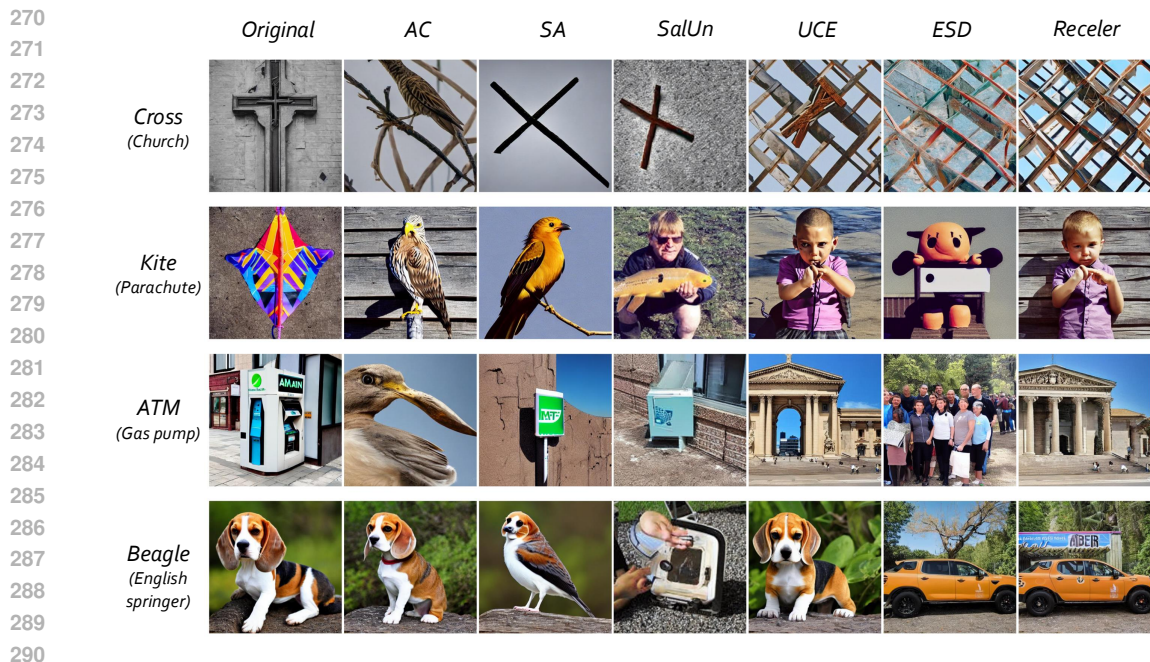 270
271
272
273
274
275
276
277
278
279
280
281
282
283
284
285
286
287
288
289
290
Original AC SA SalUn UCE ESD Receler
Cross
(Church)
Kite
(Parachute)
ATM
(Gas pump)
AMAIN
Beagle
(English
springer)
ABER